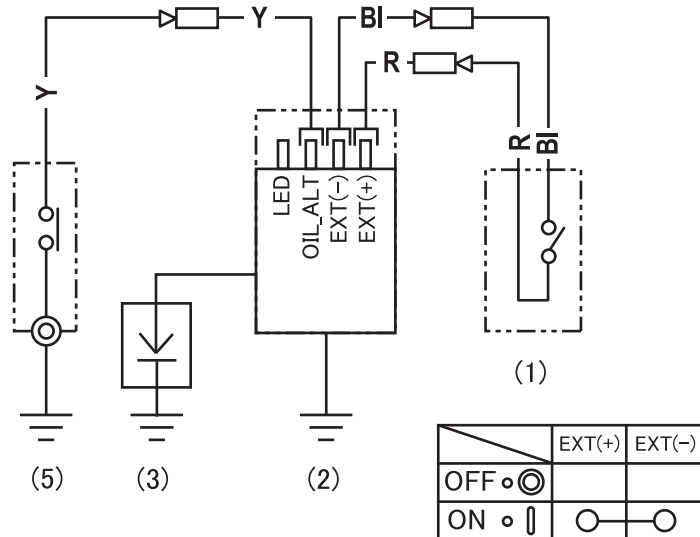 Y
Bl
R
Y
R
Bl
LED
OIL_ALT
EXT(-)
EXT(+)
(1)
(5)
(3)
(2)
EXT(+) EXT(-)
OFF
ON